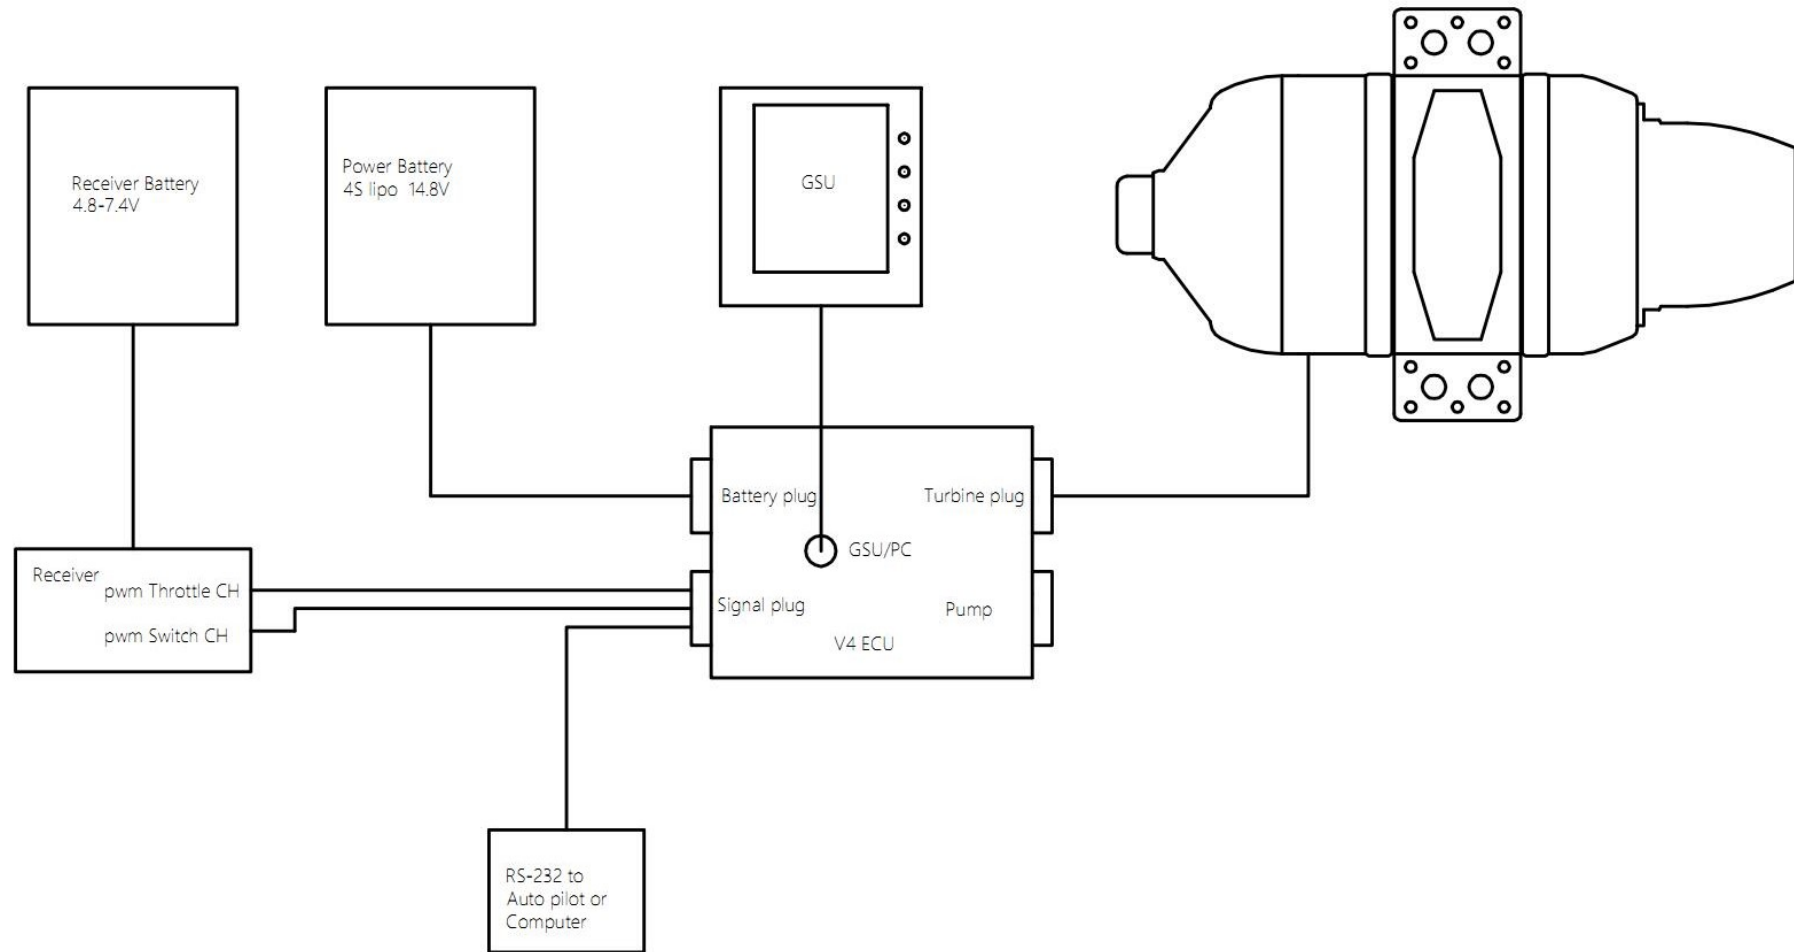 Receiver Battery
4.8-7.4V
Power Battery
4S lipo 14.8V
GSU
Battery plug
Turbine plug
GSU/PC
Receiver
pwm Throttle CH
pwm Switch CH
Signal plug
Pump
V4 ECU
RS-232 to
Auto pilot or
Computer